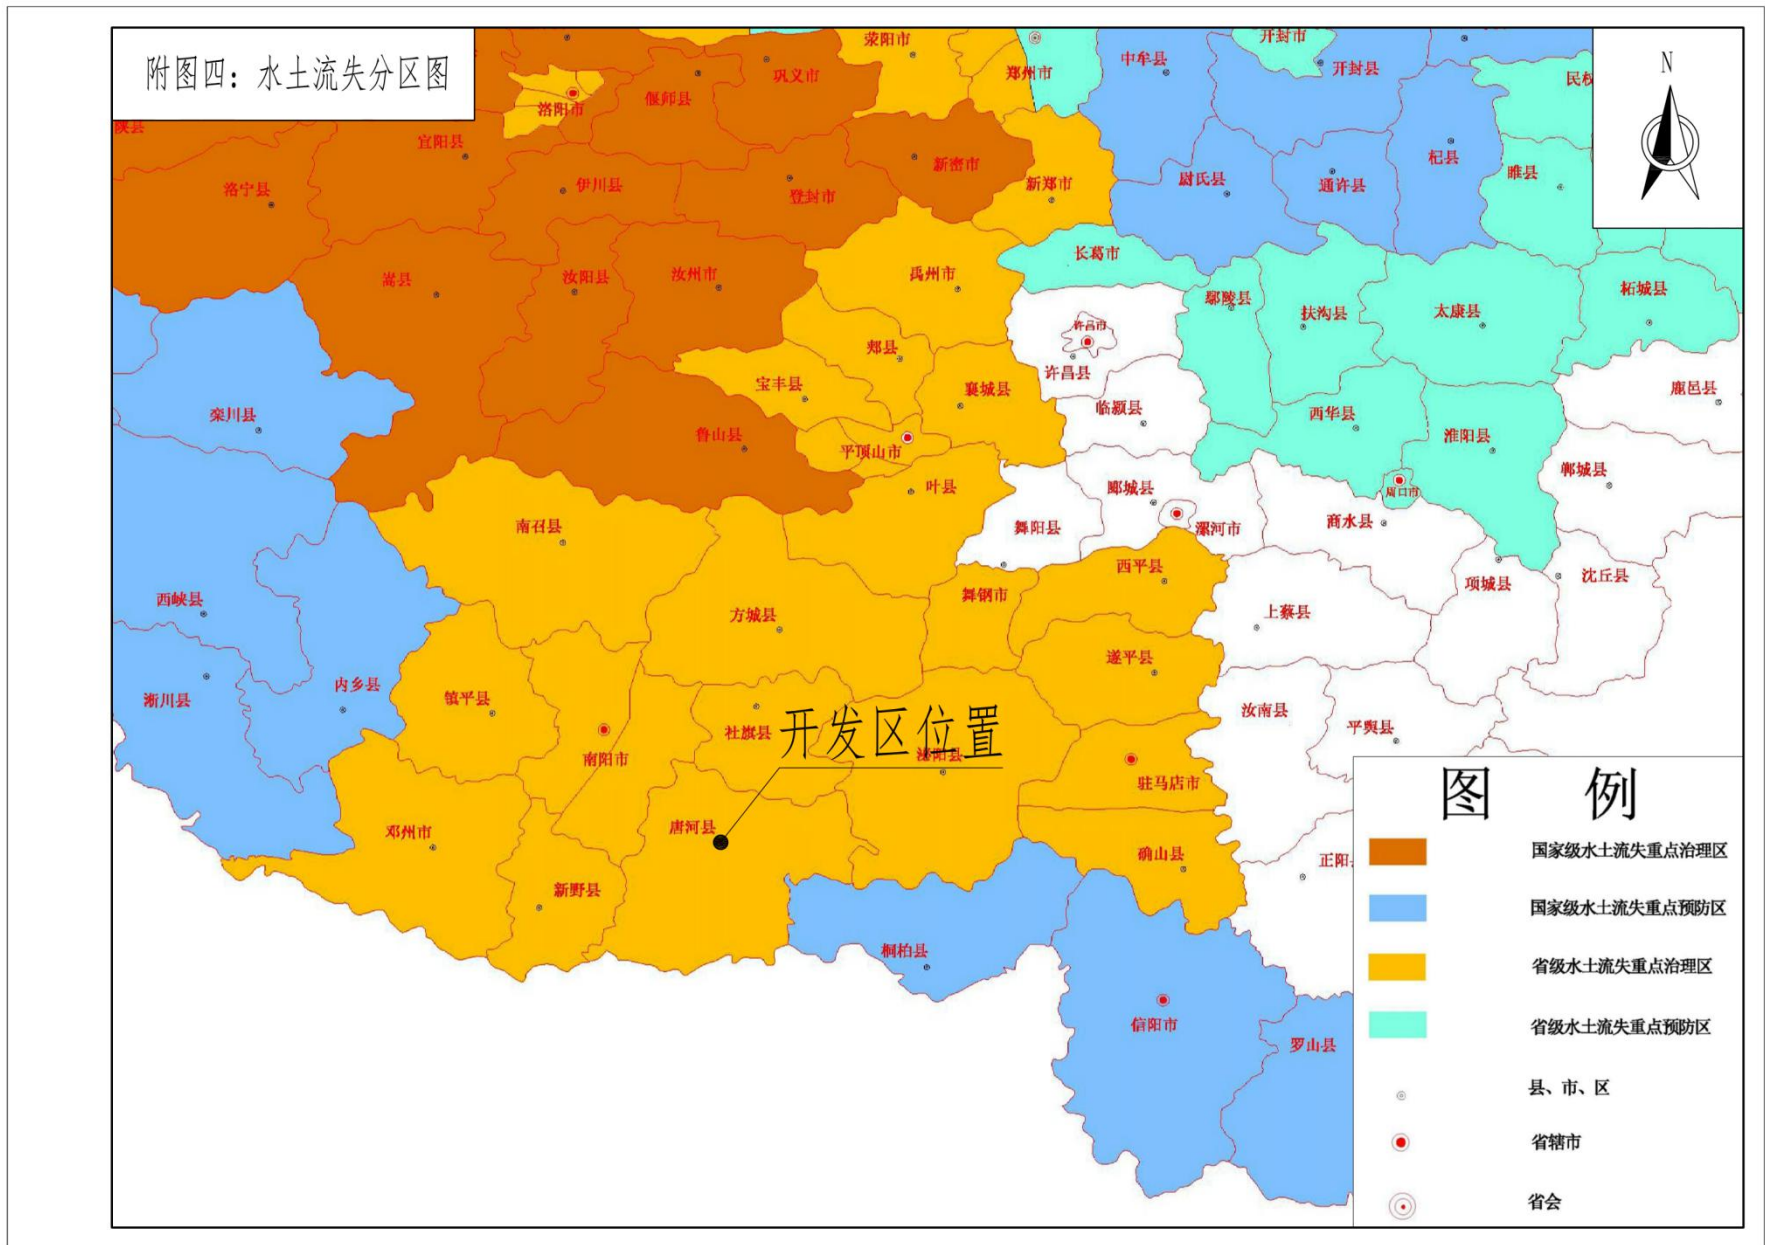 附图四：水土流失分区图
N
荥阳市
郑州市
中牟县
开封市
开封县
民权
陕县
洛阳市
偃师县
巩义市
宜阳县
洛宁县
伊川县
登封市
新密市
新郑市
尉氏县
通许县
杞县
睢县
嵩县
汝阳县
汝州市
禹州市
长葛市
鄢陵县
扶沟县
太康县
柘城县
许昌市
许昌县
郏县
宝丰县
襄城县
临颍县
西华县
淮阳县
鹿邑县
栾川县
鲁山县
平顶山市
叶县
舞阳县
郾城县
漯河市
商水县
周口市
郸城县
南召县
西峡县
方城县
舞钢市
西平县
上蔡县
项城县
沈丘县
淅川县
内乡县
镇平县
南阳市
社旗县
开发区位置
泌阳县
遂平县
汝南县
平舆县
驻马店市
邓州市
唐河县
新野县
确山县
正阳
桐柏县
信阳市
罗山县
图 例
国家级水土流失重点治理区
国家级水土流失重点预防区
省级水土流失重点治理区
省级水土流失重点预防区
县、市、区
省辖市
省会